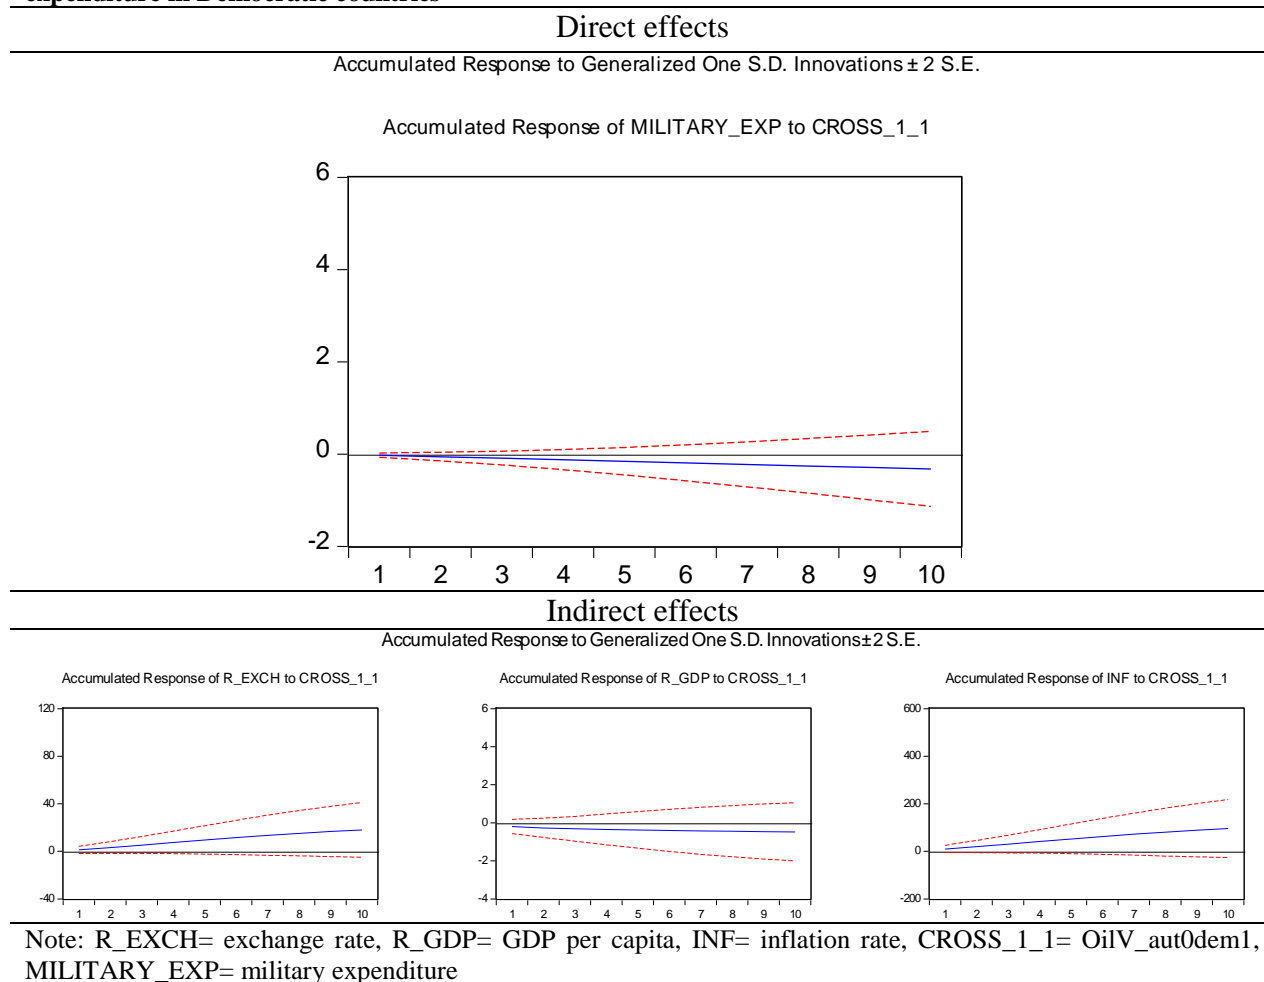 expenditure in Democratic countries
Direct effects
Accumulated Response to Generalized One S.D. Innovations ± 2 S.E.
Accumulated Response of MILITARY_EXP to CROSS_1_1
6
4
2
0
-2
1 2 3 4 5 6 7 8 9 10
Indirect effects
Accumulated Response to Generalized One S.D. Innovations ± 2 S.E.
Accumulated Response of R_EXCH to CROSS_1_1
120
80
40
0
-40
1 2 3 4 5 6 7 8 9 10
Accumulated Response of R_GDP to CROSS_1_1
6
4
2
0
-2
-4
1 2 3 4 5 6 7 8 9 10
Accumulated Response of INF to CROSS_1_1
600
400
200
0
-200
1 2 3 4 5 6 7 8 9 10
Note: R_EXCH= exchange rate, R_GDP= GDP per capita, INF= inflation rate, CROSS_1_1= OilV_aut0dem1,
MILITARY_EXP= military expenditure